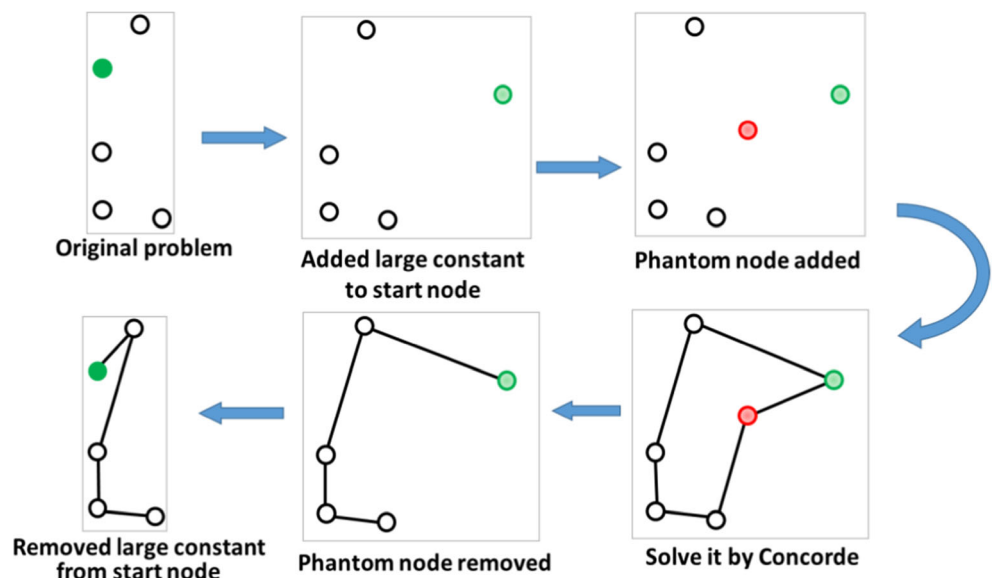 Original problem
Added large constant
to start node
Phantom node added
Removed large constant
from start node
Phantom node removed
Solve it by Concorde